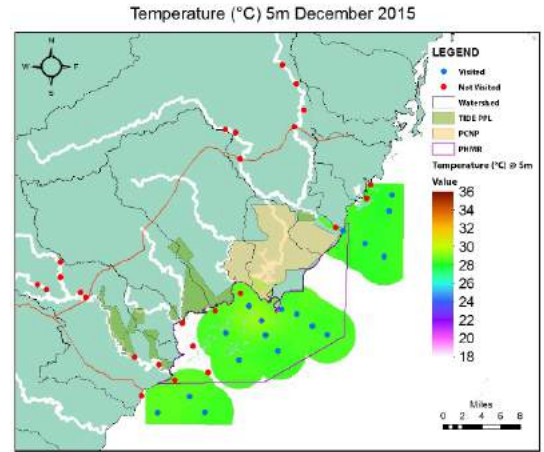 Temperature (°C) 5m December 2015
N
W
E
S
LEGEND
Visited
Not Visited
Watershed
TIDE PPL
PCNP
PHMR
Temperature (°C) @ 5m
Value
36
34
32
30
28
26
24
22
20
18
Miles
0 2 4 6 8